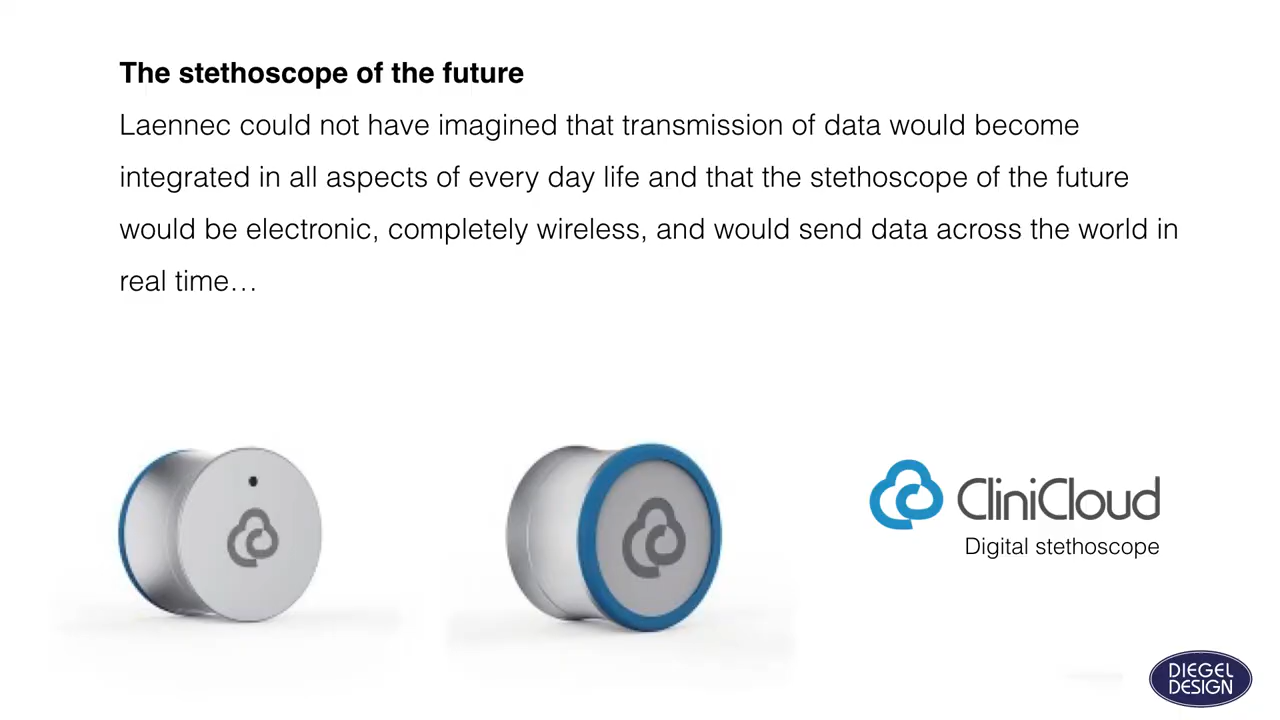 The stethoscope of the future
Laennec could not have imagined that transmission of data would become
integrated in all aspects of every day life and that the stethoscope of the future
would be electronic, completely wireless, and would send data across the world in
real time…
CliniCloud
Digital stethoscope
DIEGEL
DESIGN